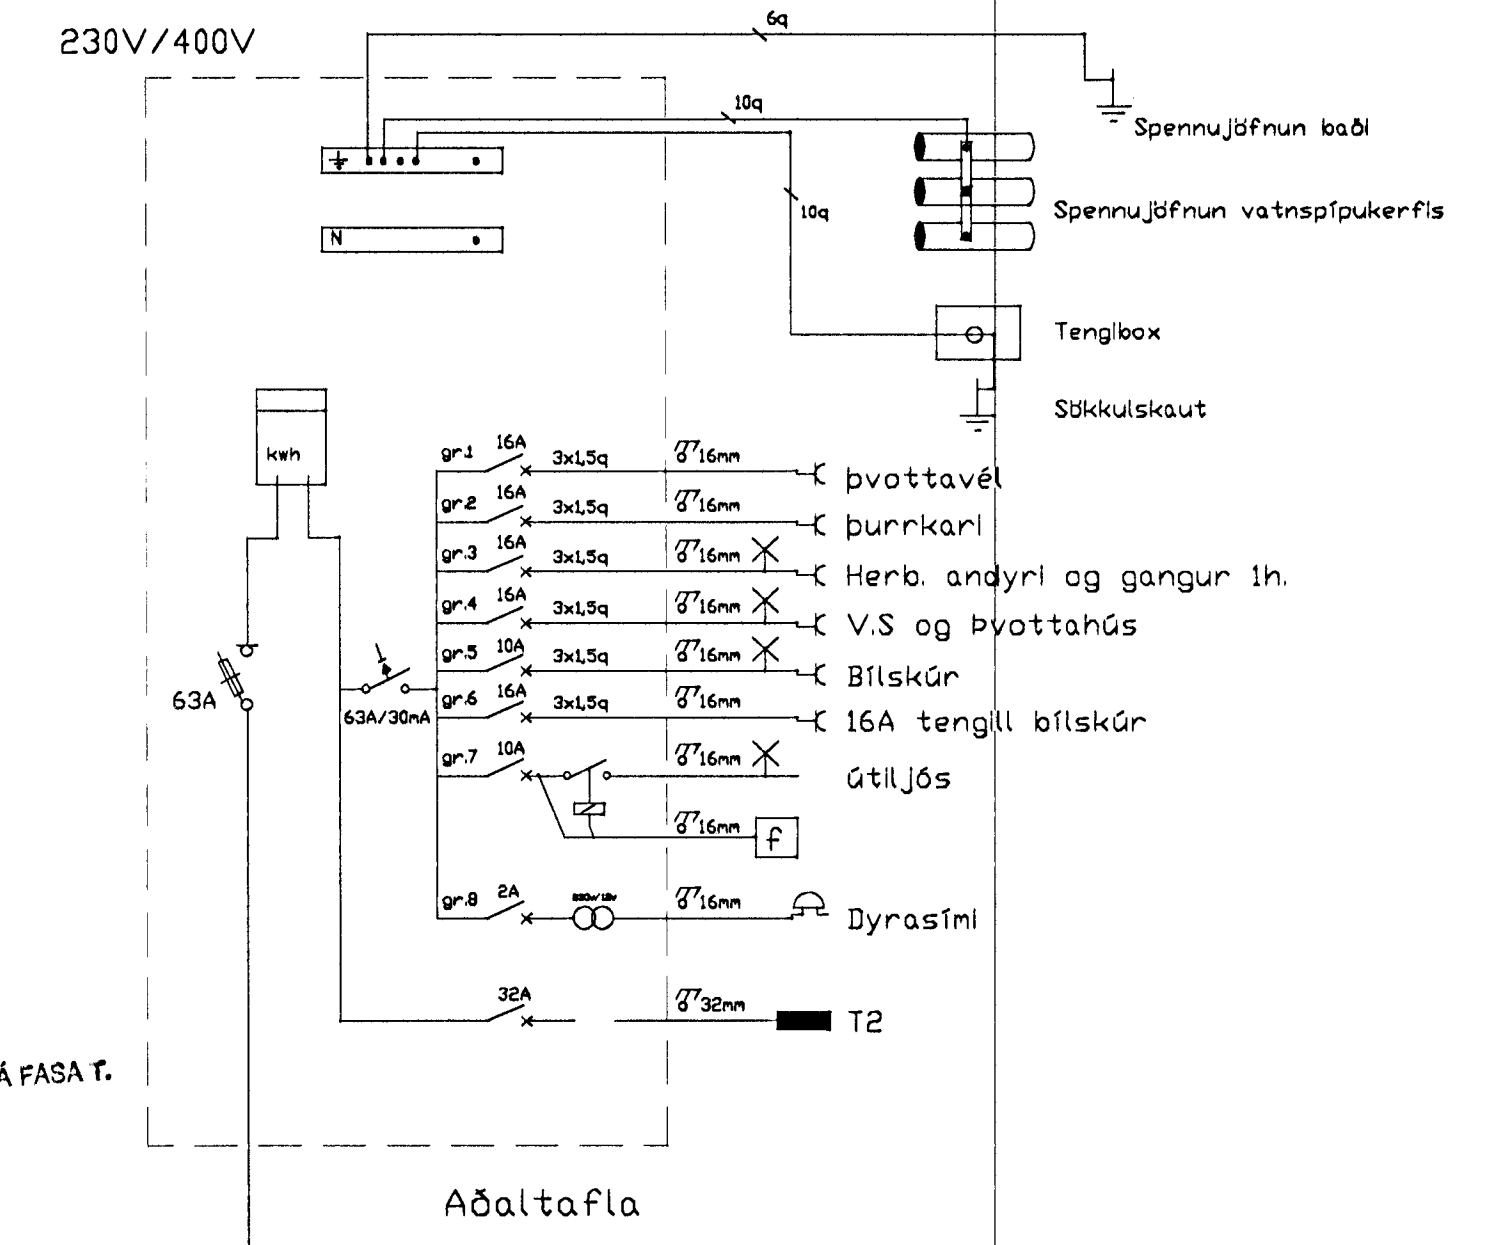 6q
230V/400V
10q
Spennujöfnun baði
10q
Spennujöfnun vatnspípukerfis
N
Tengibox
Sökkulskaut
kwh
gr.1 16A 3x1,5q 16mm þvottavél
gr.2 16A 3x1,5q 16mm þurrkari
gr.3 16A 3x1,5q 16mm Herb. andyri og gangur 1h.
gr.4 16A 3x1,5q 16mm V.S og Þvottahús
gr.5 10A 3x1,5q 16mm Bílskúr
63A
63A/30mA
gr.6 16A 3x1,5q 16mm 16A tengill bílskúr
gr.7 10A 16mm útiljós
16mm f
gr.8 2A 16mm Dyrasími
32A 32mm T2
Á FASA T.
Aðaltafla